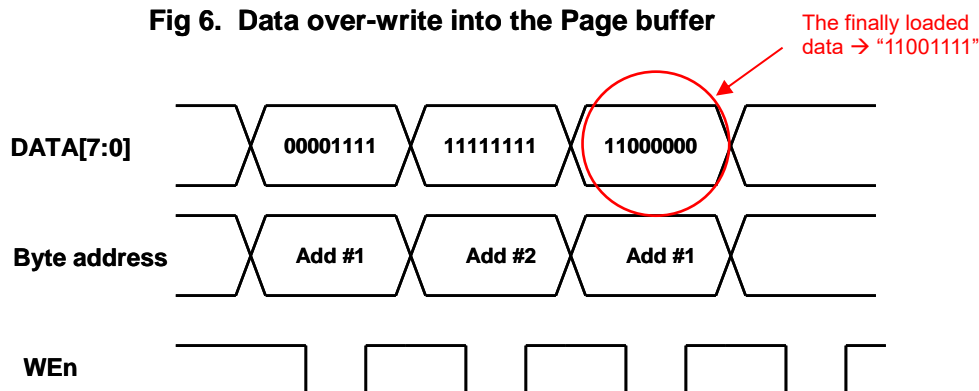 Fig 6. Data over-write into the Page buffer
The finally loaded
data → “11001111”
DATA[7:0]
00001111
11111111
11000000
Byte address
Add #1
Add #2
Add #1
WEn